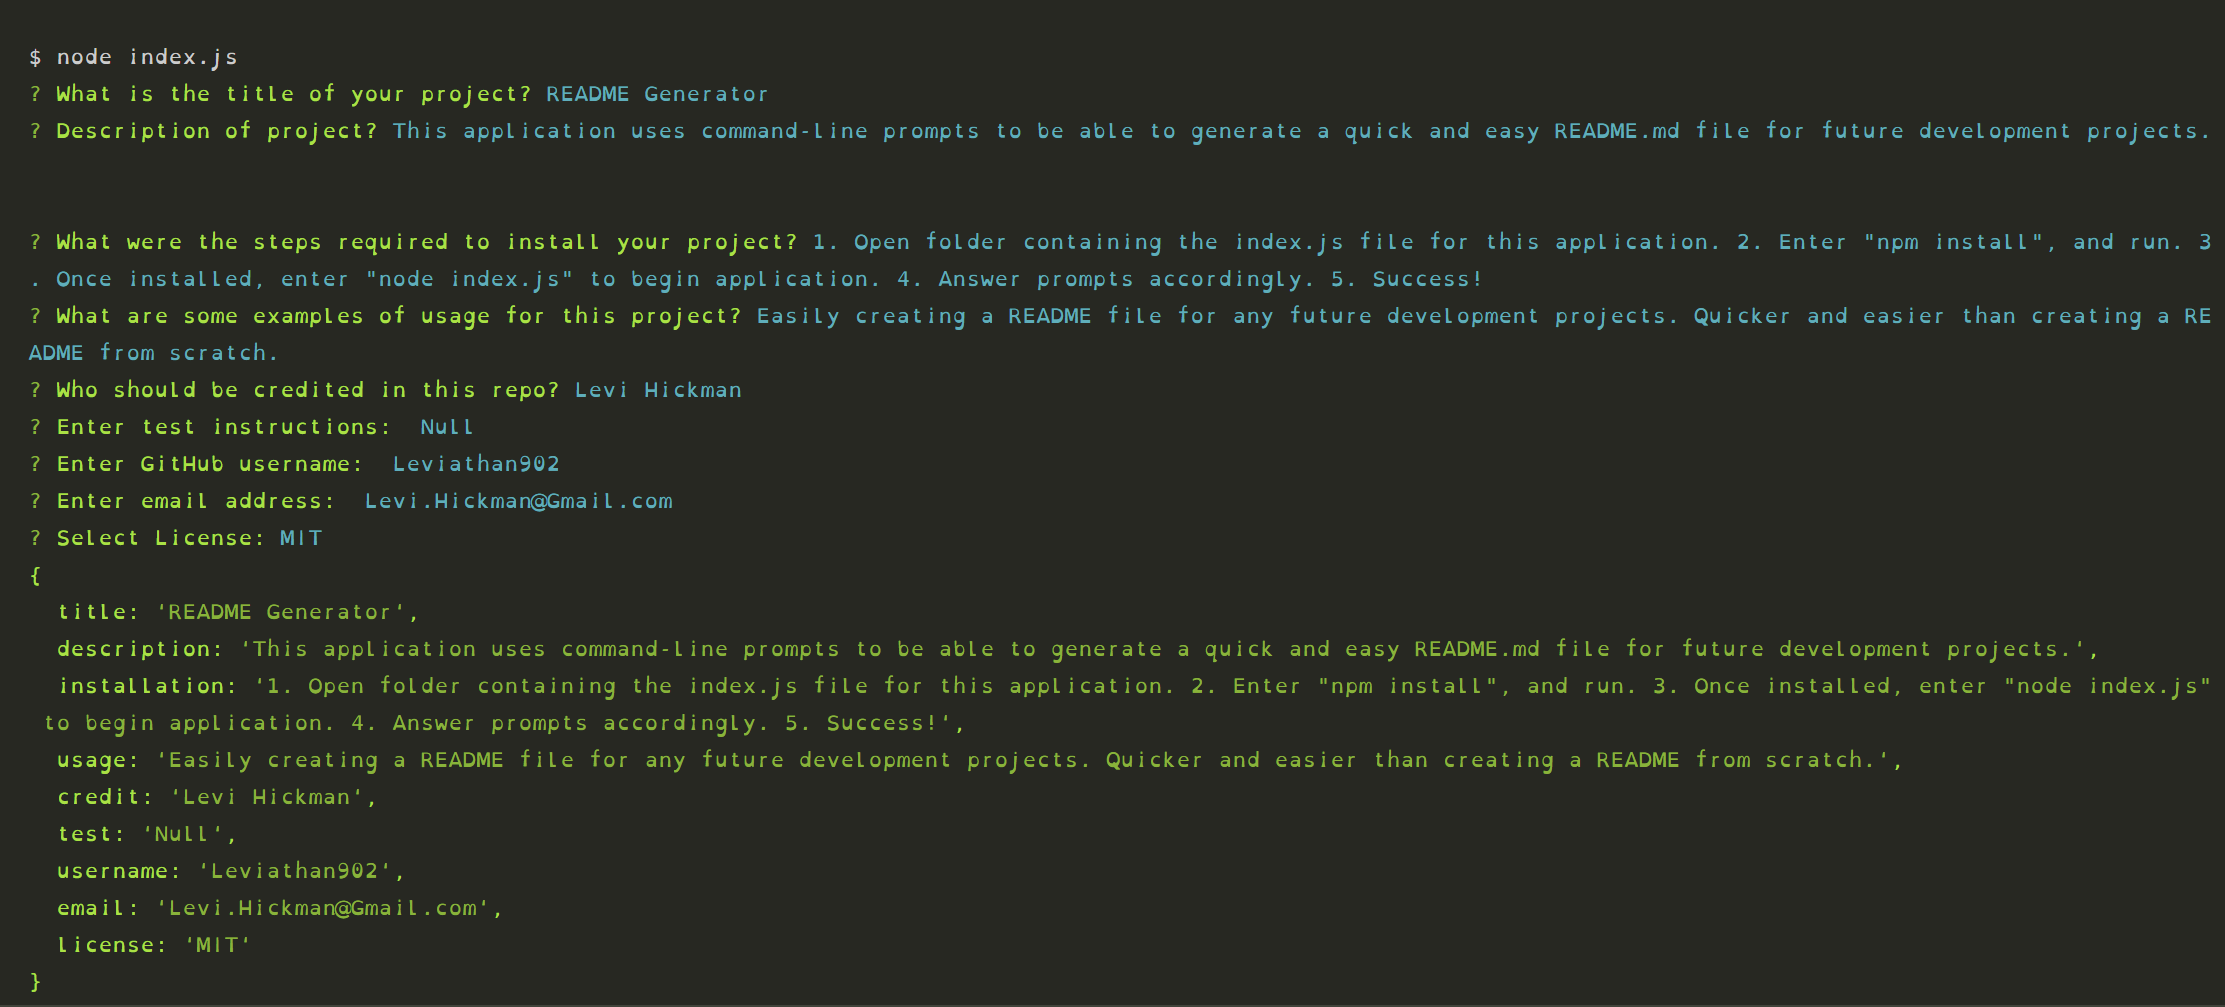 $ node index.js
? What is the title of your project? README Generator
? Description of project? This application uses command-line prompts to be able to generate a quick and easy README.md file for future development projects.
? What were the steps required to install your project? 1. Open folder containing the index.js file for this application. 2. Enter "npm install", and run. 3
. Once installed, enter "node index.js" to begin application. 4. Answer prompts accordingly. 5. Success!
? What are some examples of usage for this project? Easily creating a README file for any future development projects. Quicker and easier than creating a RE
ADME from scratch.
? Who should be credited in this repo? Levi Hickman
? Enter test instructions:  Null
? Enter GitHub username:  Leviathan902
? Enter email address:  Levi.Hickman@Gmail.com
? Select License: MIT
{
  title: 'README Generator',
  description: 'This application uses command-line prompts to be able to generate a quick and easy README.md file for future development projects.',
  installation: '1. Open folder containing the index.js file for this application. 2. Enter "npm install", and run. 3. Once installed, enter "node index.js"
 to begin application. 4. Answer prompts accordingly. 5. Success!',
  usage: 'Easily creating a README file for any future development projects. Quicker and easier than creating a README from scratch.',
  credit: 'Levi Hickman',
  test: 'Null',
  username: 'Leviathan902',
  email: 'Levi.Hickman@Gmail.com',
  license: 'MIT'
}